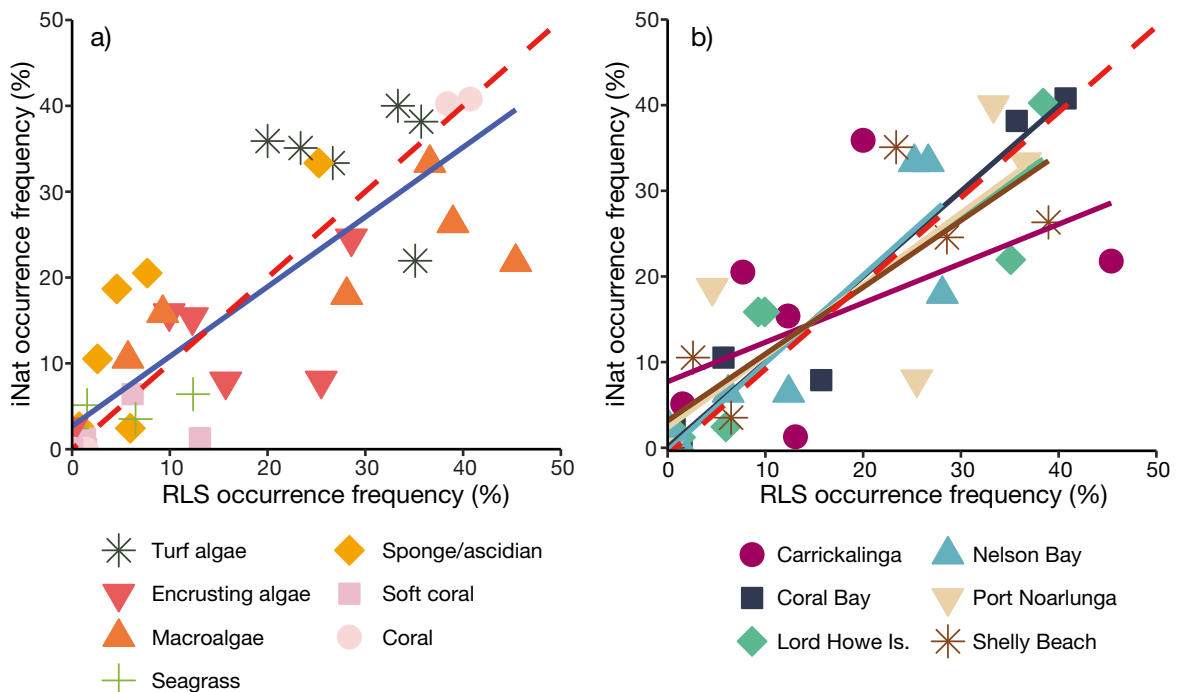 a)
50
40
30
20
10
0
iNat occurrence frequency (%)
0 10 20 30 40 50
RLS occurrence frequency (%)
Turf algae
Encrusting algae
Macroalgae
Seagrass
Sponge/ascidian
Soft coral
Coral
b)
50
40
30
20
10
0
iNat occurrence frequency (%)
0 10 20 30 40 50
RLS occurrence frequency (%)
Carrickalinga
Coral Bay
Lord Howe Is.
Nelson Bay
Port Noarlunga
Shelly Beach